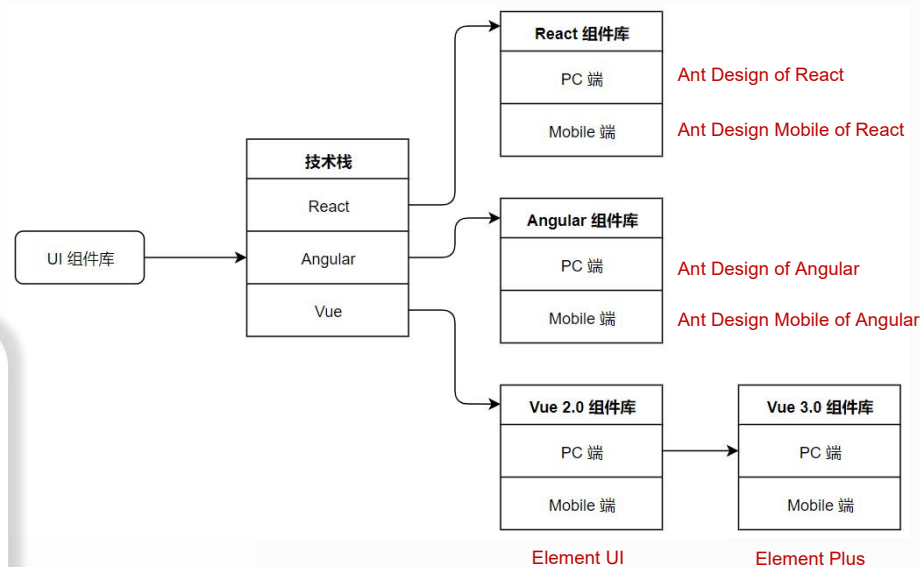 UI 组件库
技术栈
React
Angular
Vue
React 组件库
PC 端
Ant Design of React
Mobile 端
Ant Design Mobile of React
Angular 组件库
PC 端
Ant Design of Angular
Mobile 端
Ant Design Mobile of Angular
Vue 2.0 组件库
PC 端
Mobile 端
Element UI
Vue 3.0 组件库
PC 端
Mobile 端
Element Plus